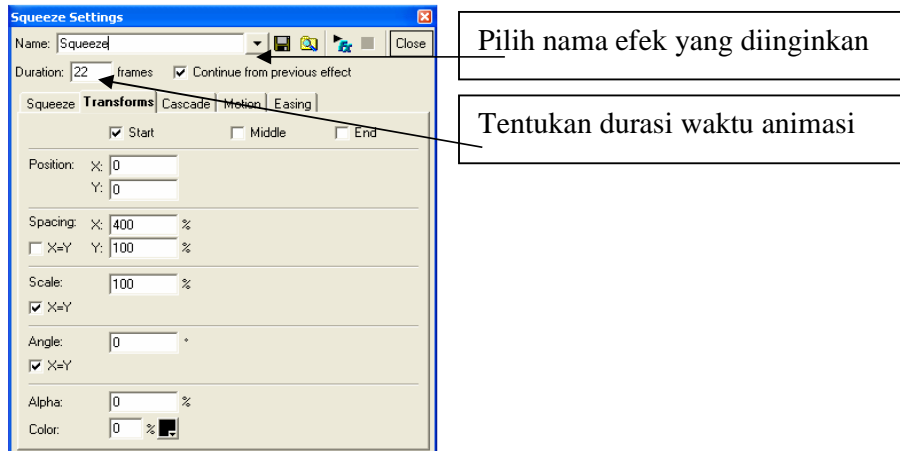 Squeeze Settings
Name: Squeeze Close
Pilih nama efek yang diinginkan
Duration: 22 frames Continue from previous effect
Squeeze Transforms Cascade Motion Easing
Tentukan durasi waktu animasi
Start Middle End
Position: X: 0
Y: 0
Spacing: X: 400 %
X=Y Y: 100 %
Scale: 100 %
X=Y
Angle: 0 °
X=Y
Alpha: 0 %
Color: 0 %